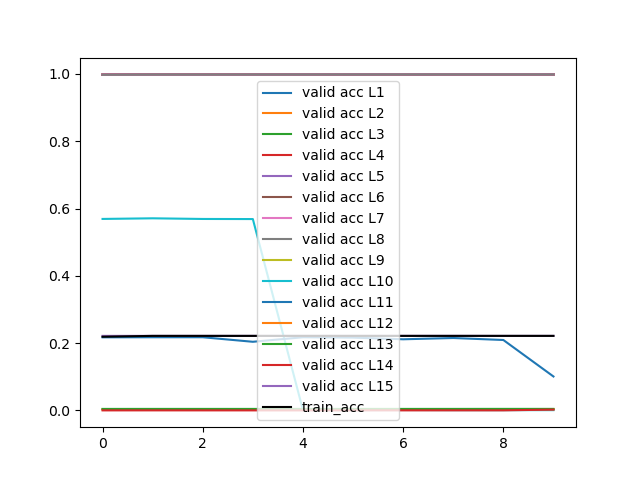 1.0
0.8
0.6
0.4
0.2
0.0
valid acc L1
valid acc L2
valid acc L3
valid acc L4
valid acc L5
valid acc L6
valid acc L7
valid acc L8
valid acc L9
valid acc L10
valid acc L11
valid acc L12
valid acc L13
valid acc L14
valid acc L15
train_acc
0 2 4 6 8